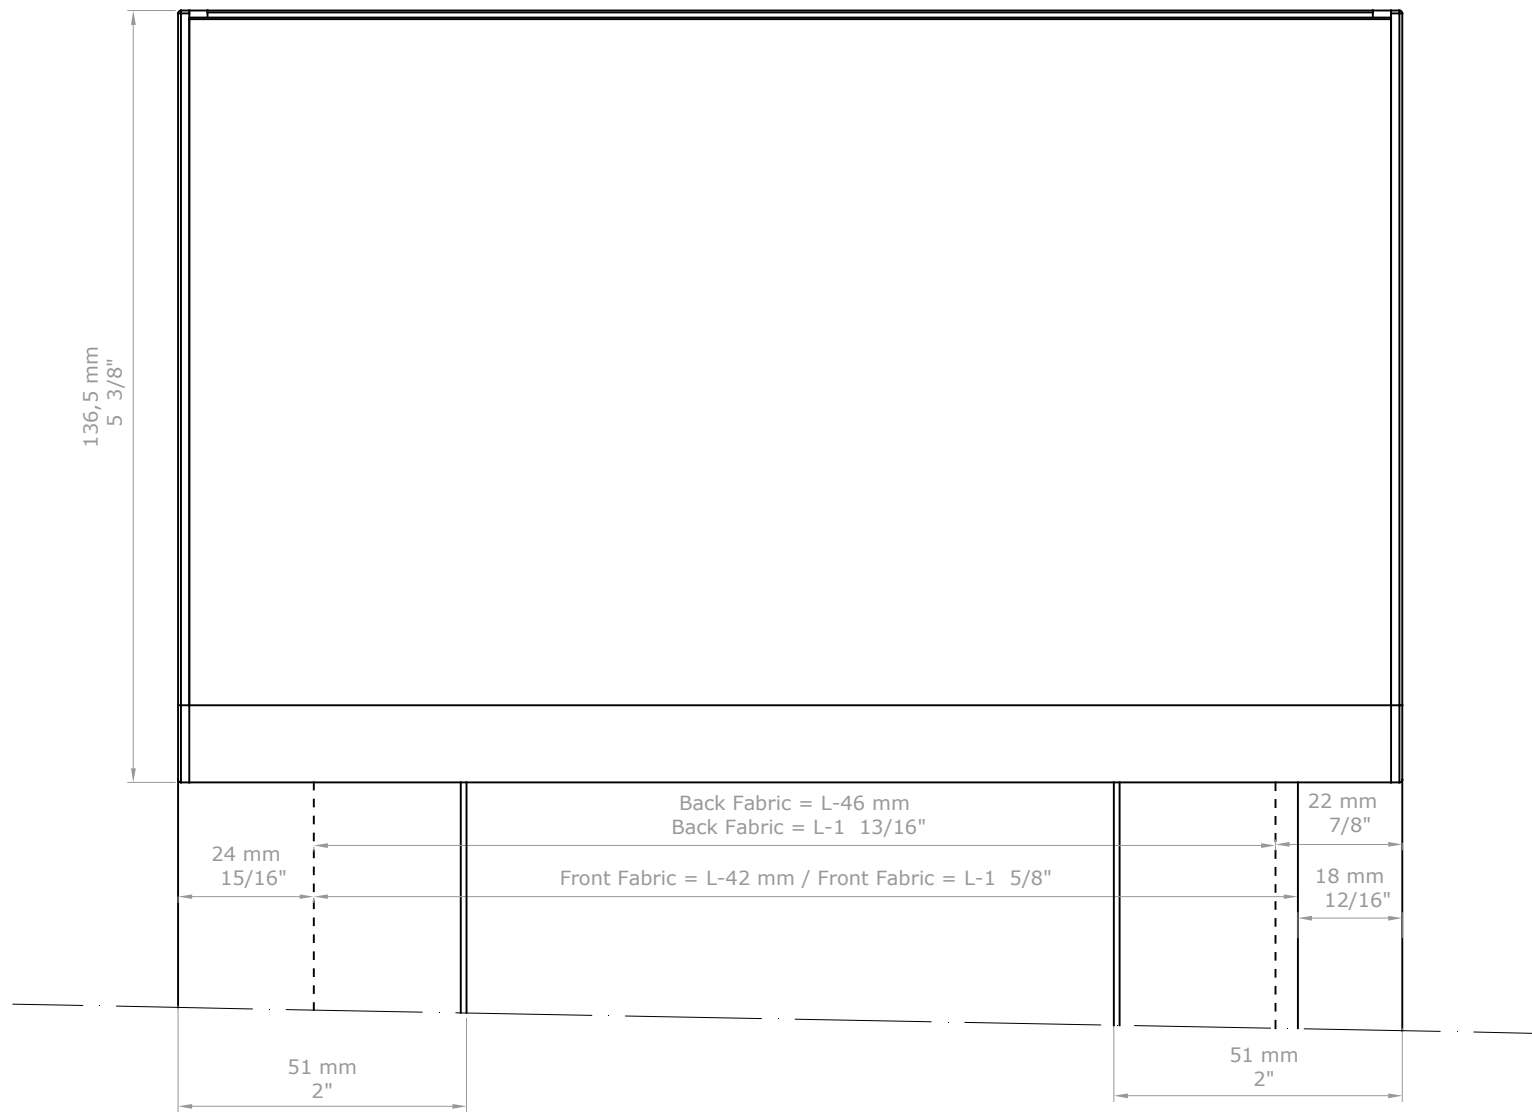 136,5 mm
5 3/8"
Back Fabric = L-46 mm
Back Fabric = L-1 13/16"
22 mm
7/8"
24 mm
15/16"
Front Fabric = L-42 mm / Front Fabric = L-1 5/8"
18 mm
12/16"
51 mm
2"
51 mm
2"